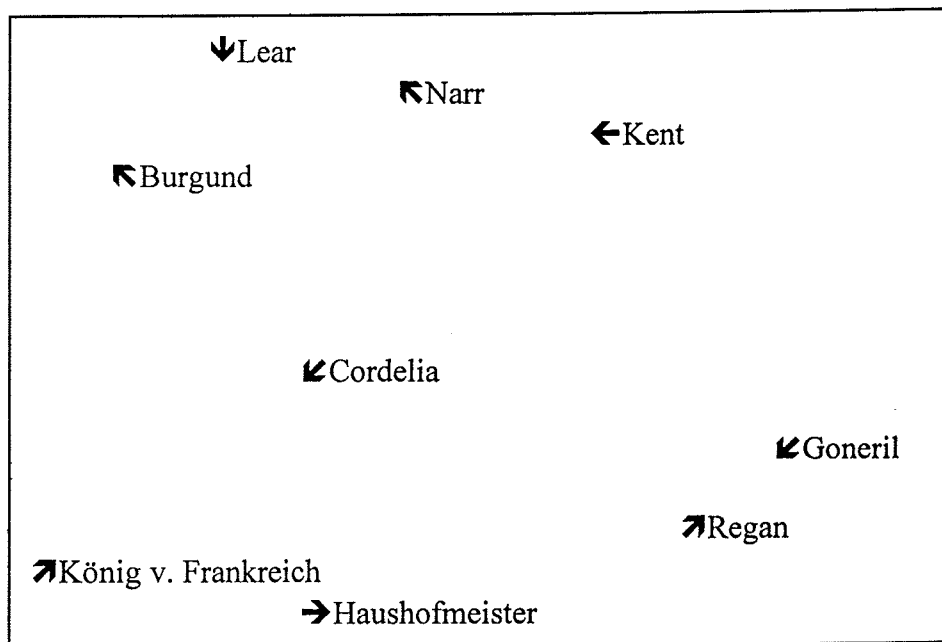 ↓Lear
↖Narr
←Kent
↖Burgund
↙Cordelia
↙Goneril
↗Regan
↗König v. Frankreich
→Haushofmeister